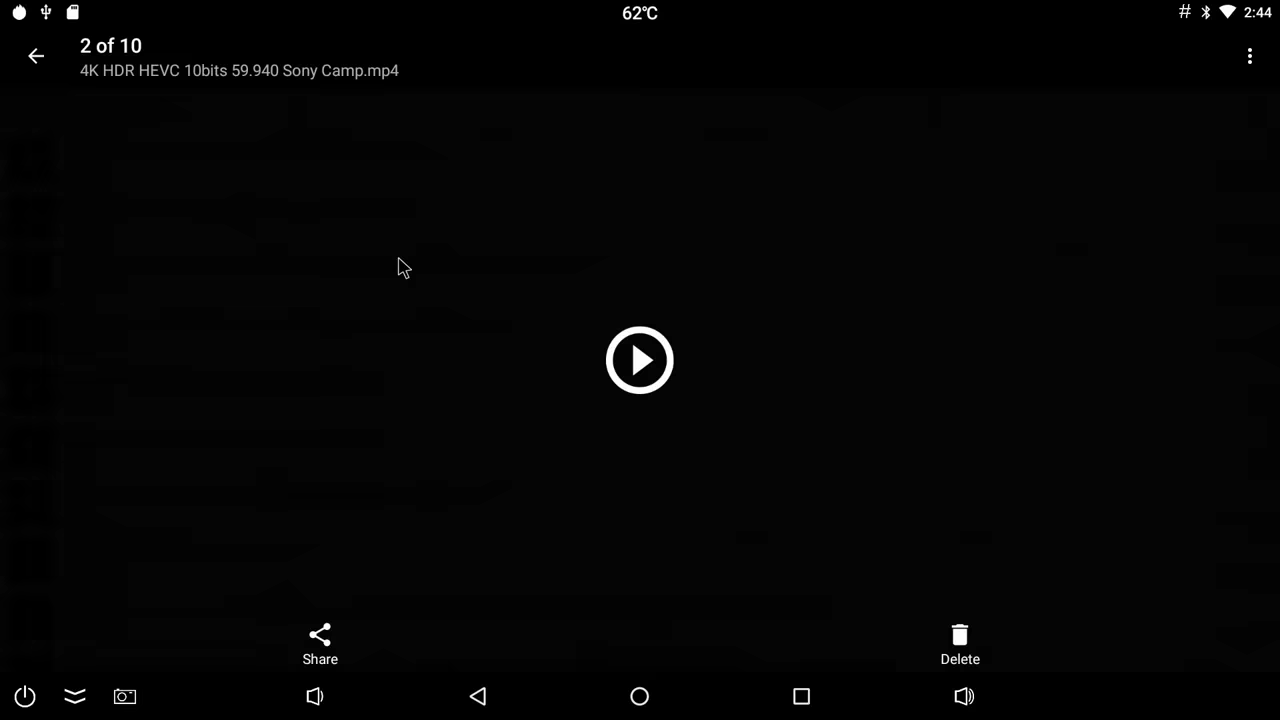 62℃
2:44
2 of 10
4K HDR HEVC 10bits 59.940 Sony Camp.mp4
Share
Delete